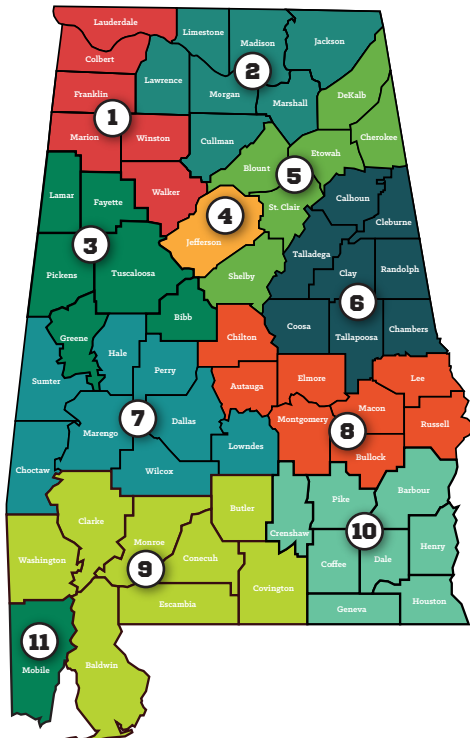 Lauderdale
Limestone
Madison
Jackson
Colbert
Lawrence
2
Franklin
Morgan
DeKalb
Marshall
1
Marion
Winston
Cullman
Cherokee
Etowah
Blount
5
Walker
Lamar
Fayette
Calhoun
Cleburne
St. Clair
4
Jefferson
3
Talladega
Pickens
Tuscaloosa
Clay
Randolph
Shelby
6
Bibb
Coosa
Tallapoosa
Chambers
Greene
Chilton
Hale
Perry
Elmore
Lee
Sumter
Autauga
Macon
7
Dallas
Montgomery
8
Russell
Marengo
Lowndes
Bullock
Choctaw
Wilcox
Barbour
Pike
Butler
Clarke
Crenshaw
10
Monroe
Conecuh
Henry
Washington
9
Coffee
Dale
Covington
Escambia
Geneva
Houston
11
Mobile
Baldwin